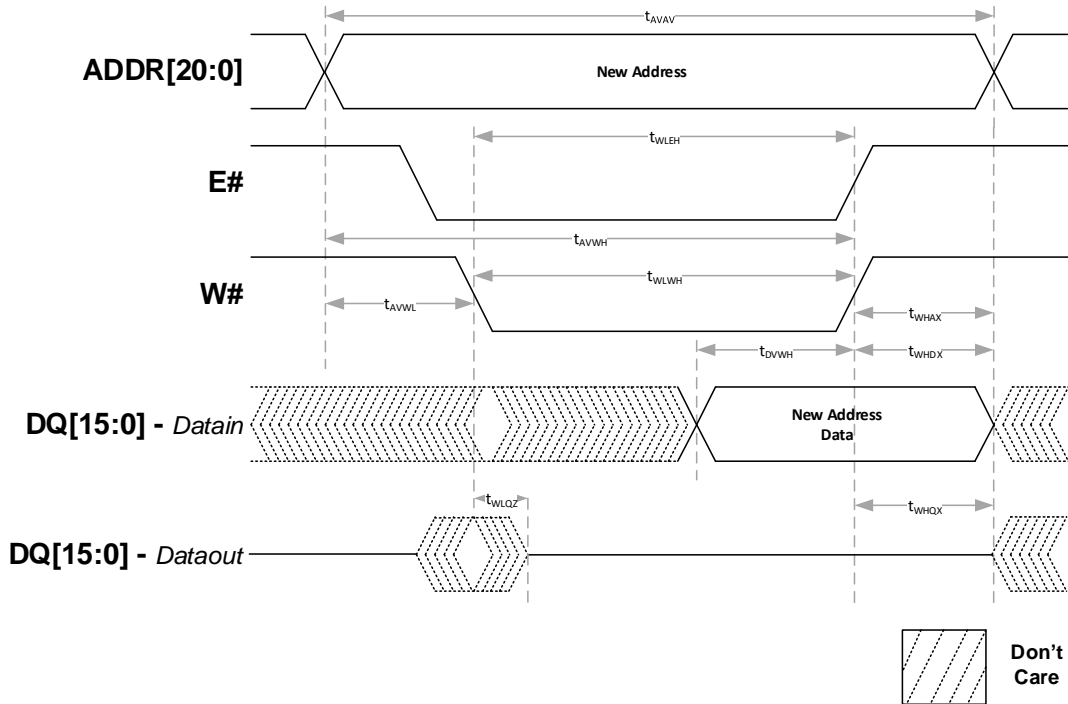 tAVAV
ADDR[20:0]
New Address
tWLEH
E#
tAVWH
W#
tWLWH
tAVWL
tWHAX
tDVWH
tWHDX
DQ[15:0] - Datain
New Address
Data
tWLQZ
tWHQX
DQ[15:0] - Dataout
Don't
Care